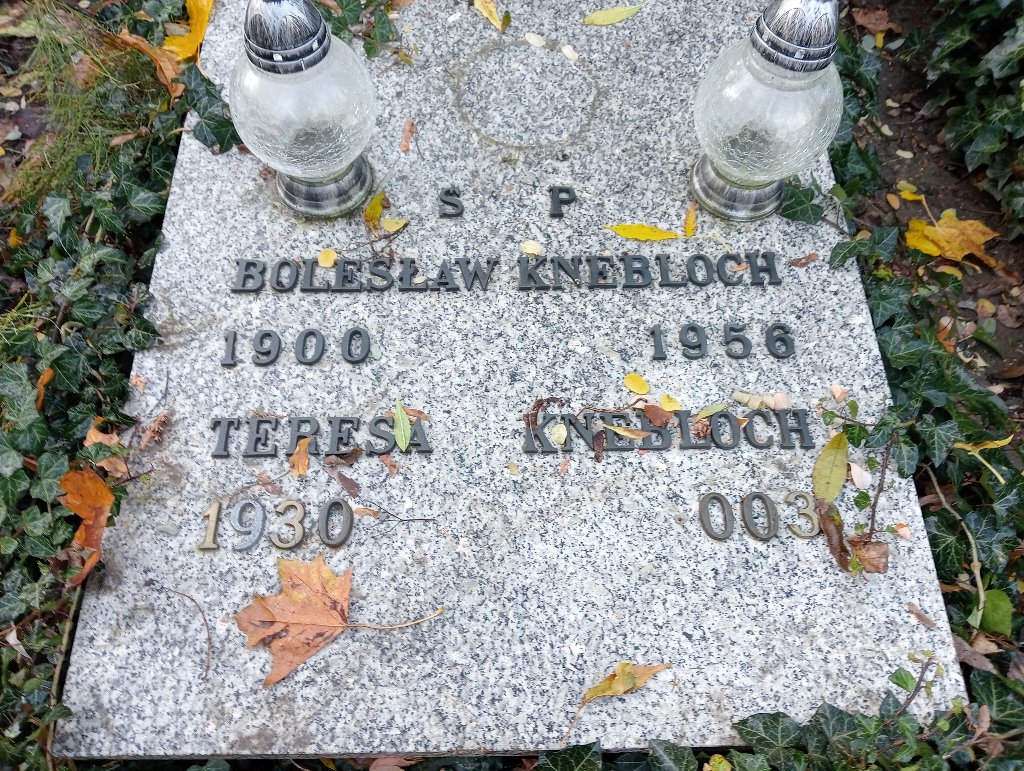 S P
BOLESŁAW KNEBLOCH
1900 1956
TERESA KNEBLOCH
1930 003